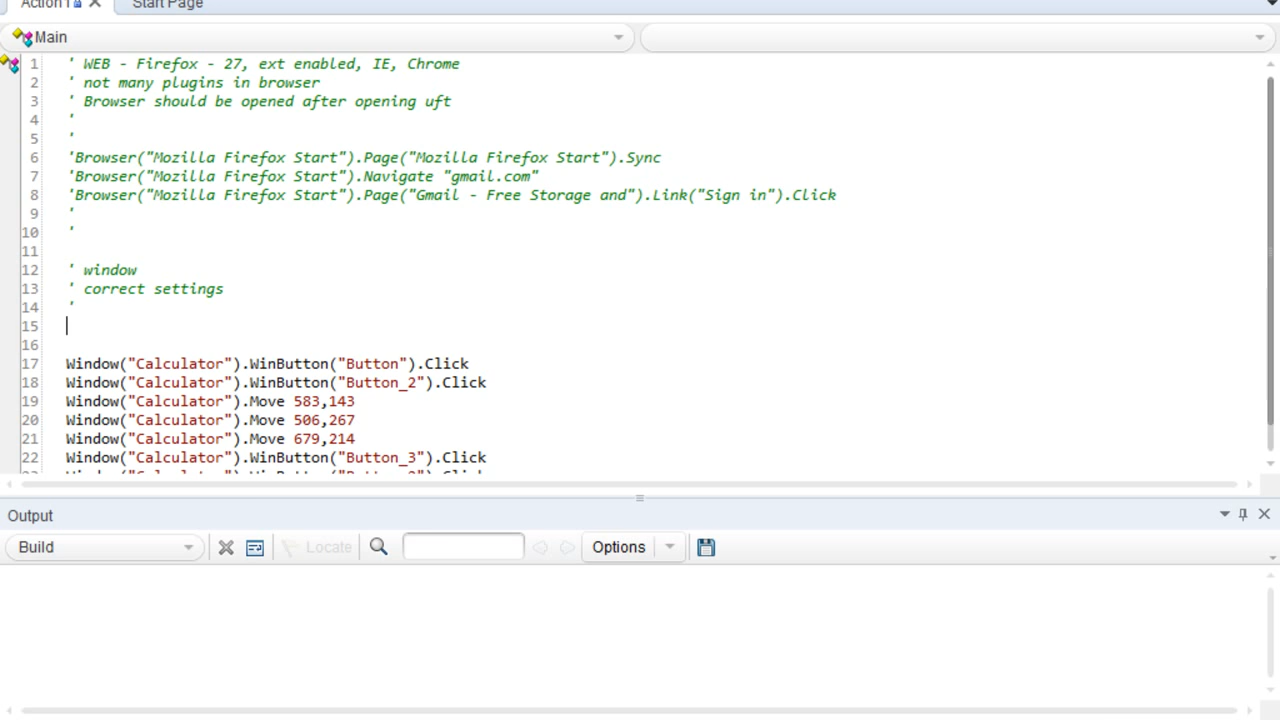 Action1 Start Page
Main
1 ' WEB - Firefox - 27, ext enabled, IE, Chrome
2 ' not many plugins in browser
3 ' Browser should be opened after opening uft
4 '
5 '
6 'Browser("Mozilla Firefox Start").Page("Mozilla Firefox Start").Sync
7 'Browser("Mozilla Firefox Start").Navigate "gmail.com"
8 'Browser("Mozilla Firefox Start").Page("Gmail - Free Storage and").Link("Sign in").Click
9 '
10 '
11
12 ' window
13 ' correct settings
14 '
15
16
17 Window("Calculator").WinButton("Button").Click
18 Window("Calculator").WinButton("Button_2").Click
19 Window("Calculator").Move 583,143
20 Window("Calculator").Move 506,267
21 Window("Calculator").Move 679,214
22 Window("Calculator").WinButton("Button_3").Click
Output
Build Locate Options